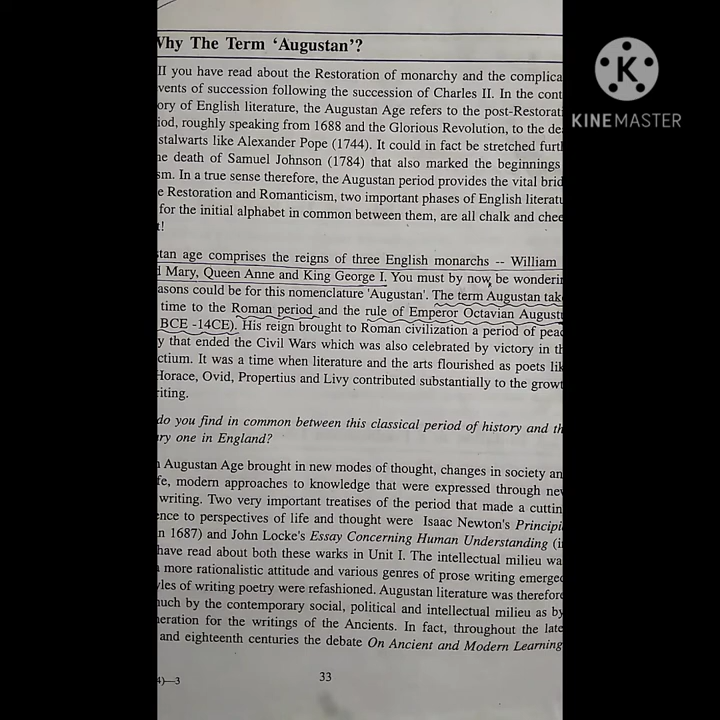 Why The Term ‘Augustan’?
II you have read about the Restoration of monarchy and the complica
vents of succession following the succession of Charles II. In the cont
ory of English literature, the Augustan Age refers to the post-Restorati
iod, roughly speaking from 1688 and the Glorious Revolution, to the de
stalwarts like Alexander Pope (1744). It could in fact be stretched furt
e death of Samuel Johnson (1784) that also marked the beginnings
sm. In a true sense therefore, the Augustan period provides the vital brid
e Restoration and Romanticism, two important phases of English literatu
for the initial alphabet in common between them, are all chalk and chee
t!
stan age comprises the reigns of three English monarchs -- William
d Mary, Queen Anne and King George I. You must by now be wonderin
asons could be for this nomenclature 'Augustan'. The term Augustan tak
time to the Roman period and the rule of Emperor Octavian August
BCE -14CE). His reign brought to Roman civilization a period of peac
y that ended the Civil Wars which was also celebrated by victory in th
ctium. It was a time when literature and the arts flourished as poets lik
Horace, Ovid, Propertius and Livy contributed substantially to the growt
riting.
do you find in common between this classical period of history and th
ry one in England?
n Augustan Age brought in new modes of thought, changes in society an
fe, modern approaches to knowledge that were expressed through new
writing. Two very important treatises of the period that made a cuttin
ence to perspectives of life and thought were Isaac Newton's Principi
n 1687) and John Locke's Essay Concerning Human Understanding (i
have read about both these warks in Unit I. The intellectual milieu wa
more rationalistic attitude and various genres of prose writing emerged
yles of writing poetry were refashioned. Augustan literature was therefore
much by the contemporary social, political and intellectual milieu as by
neration for the writings of the Ancients. In fact, throughout the late
and eighteenth centuries the debate On Ancient and Modern Learning
4)—3
33
K
KINEMASTER